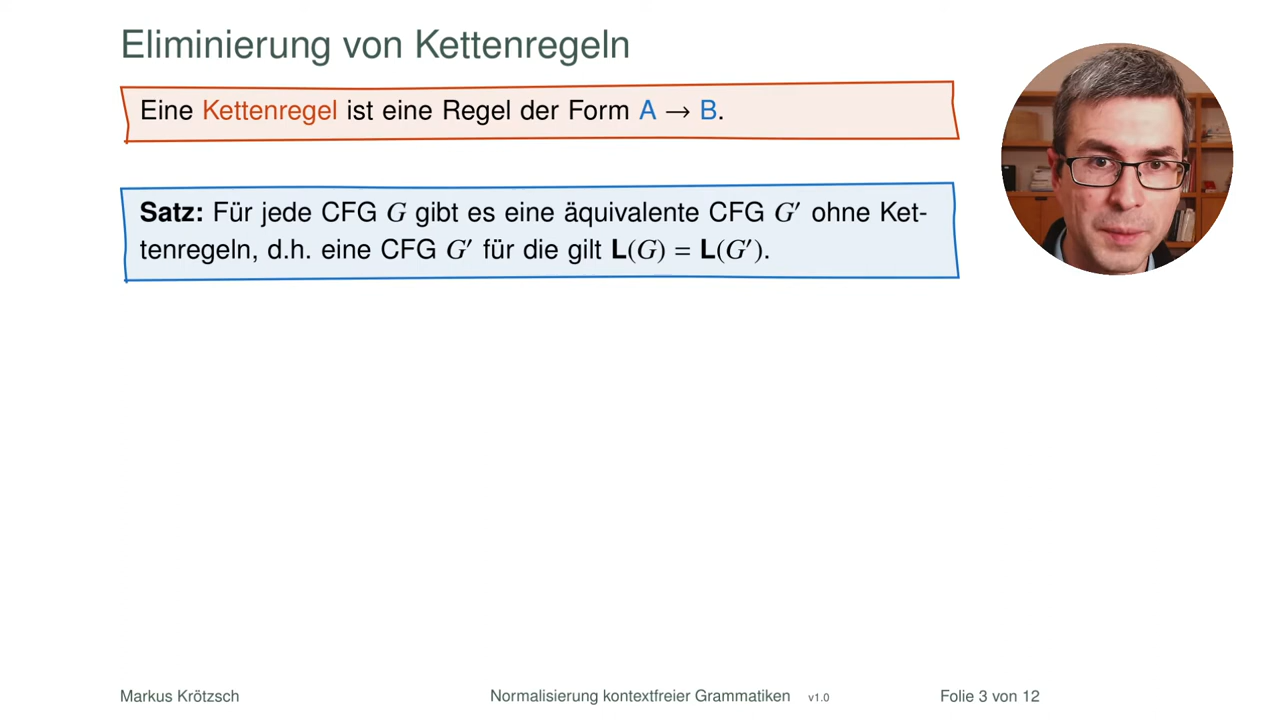 Eliminierung von Kettenregeln
Eine Kettenregel ist eine Regel der Form A → B.
Satz: Für jede CFG G gibt es eine äquivalente CFG G′ ohne Ket-
tenregeln, d.h. eine CFG G′ für die gilt L(G) = L(G′).
Markus Krötzsch Normalisierung kontextfreier Grammatiken v1.0 Folie 3 von 12